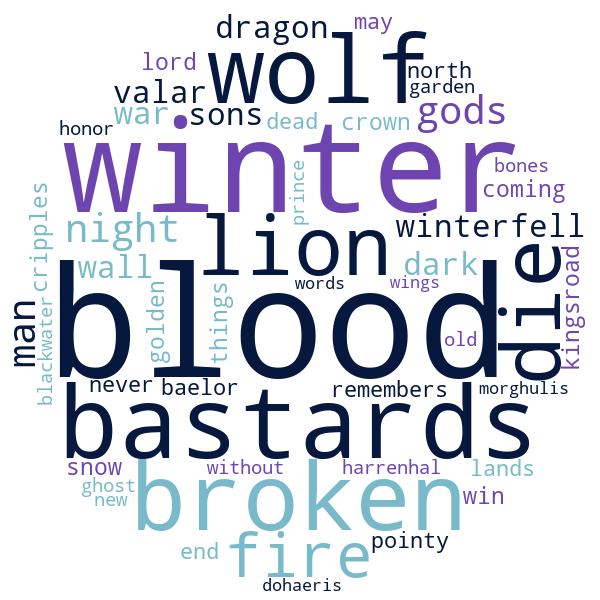 may
dragon
wolf
lord
north
garden
valar
gods
war
sons
dead
crown
honor
winter
bones
prince
coming
cripples
night
lion
winterfell
wall
dark
die
kingsroad
blood
words
wings
golden
things
man
blackwater
old
never
baelor
remembers
morghulis
bastards
snow
without
harrenhal
lands
ghost
new
broken
win
pointy
end
fire
dohaeris